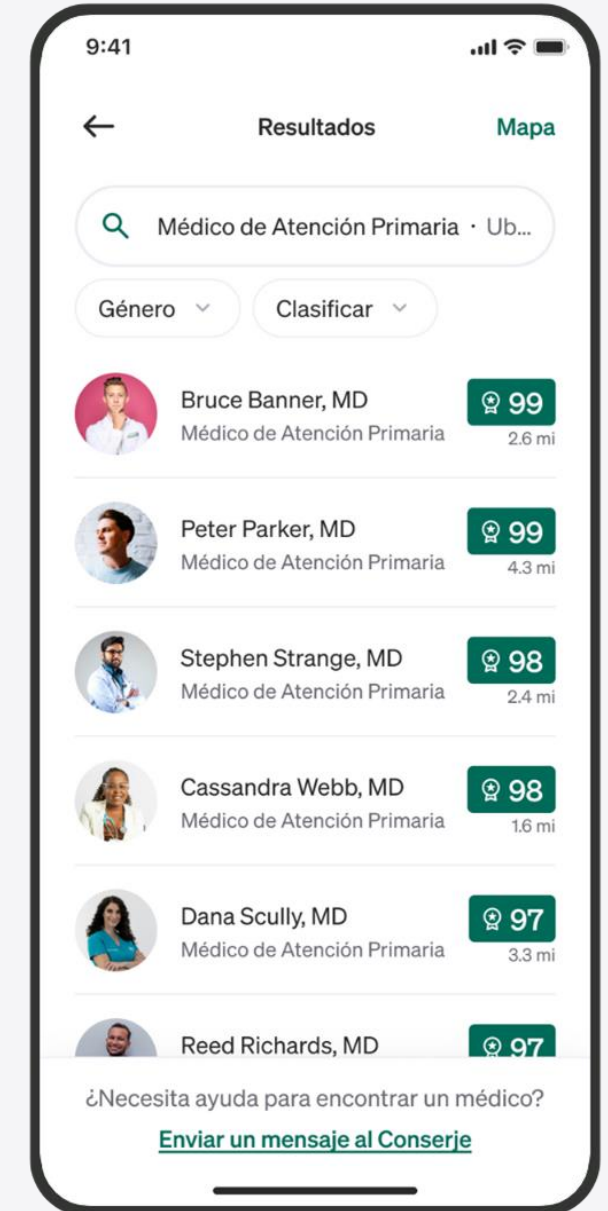 9:41
Resultados
Mapa
Médico de Atención Primaria · Ub...
Género
Clasificar
Bruce Banner, MD
99
Médico de Atención Primaria
2.6 mi
Peter Parker, MD
99
Médico de Atención Primaria
4.3 mi
Stephen Strange, MD
98
Médico de Atención Primaria
2.4 mi
Cassandra Webb, MD
98
Médico de Atención Primaria
1.6 mi
Dana Scully, MD
97
Médico de Atención Primaria
3.3 mi
Reed Richards, MD
97
¿Necesita ayuda para encontrar un médico?
Enviar un mensaje al Conserje